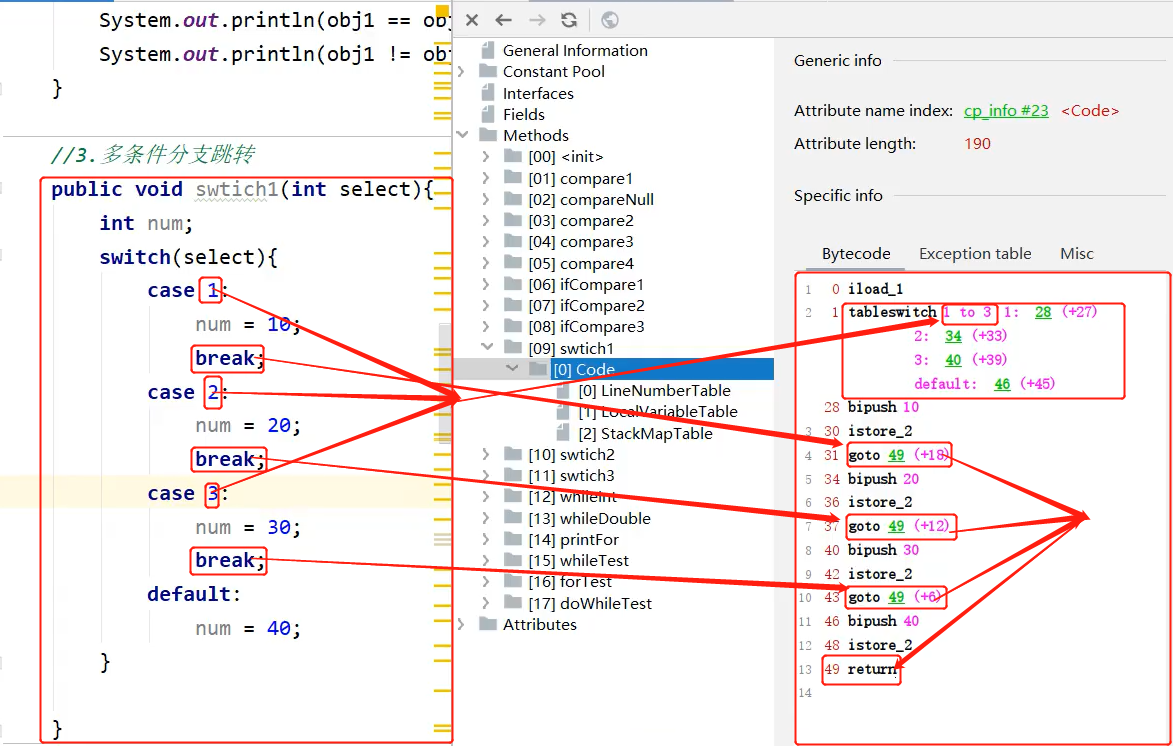 System.out.println(obj1 == obj
System.out.println(obj1 != obj
}
//3.多条件分支跳转
public void swtich1(int select){
int num;
switch(select){
case 1:
num = 10;
break;
case 2:
num = 20;
break;
case 3:
num = 30;
break;
default:
num = 40;
}
}
General Information
Constant Pool
Interfaces
Fields
Methods
[00] <init>
[01] compare1
[02] compareNull
[03] compare2
[04] compare3
[05] compare4
[06] ifCompare1
[07] ifCompare2
[08] ifCompare3
[09] swtich1
[0] Code
[0] LineNumberTable
[1] LocalVariableTable
[2] StackMapTable
[10] swtich2
[11] swtich3
[12] whileInt
[13] whileDouble
[14] printFor
[15] whileTest
[16] forTest
[17] doWhileTest
Attributes
Generic info
Attribute name index: cp_info #23 <Code>
Attribute length: 190
Specific info
Bytecode Exception table Misc
1 0 iload_1
2 1 tableswitch 1 to 3 1: 28 (+27)
2: 34 (+33)
3: 40 (+39)
default: 46 (+45)
28 bipush 10
3 30 istore_2
4 31 goto 49 (+18)
5 34 bipush 20
6 36 istore_2
7 37 goto 49 (+12)
8 40 bipush 30
9 42 istore_2
10 43 goto 49 (+6)
11 46 bipush 40
12 48 istore_2
13 49 return
14